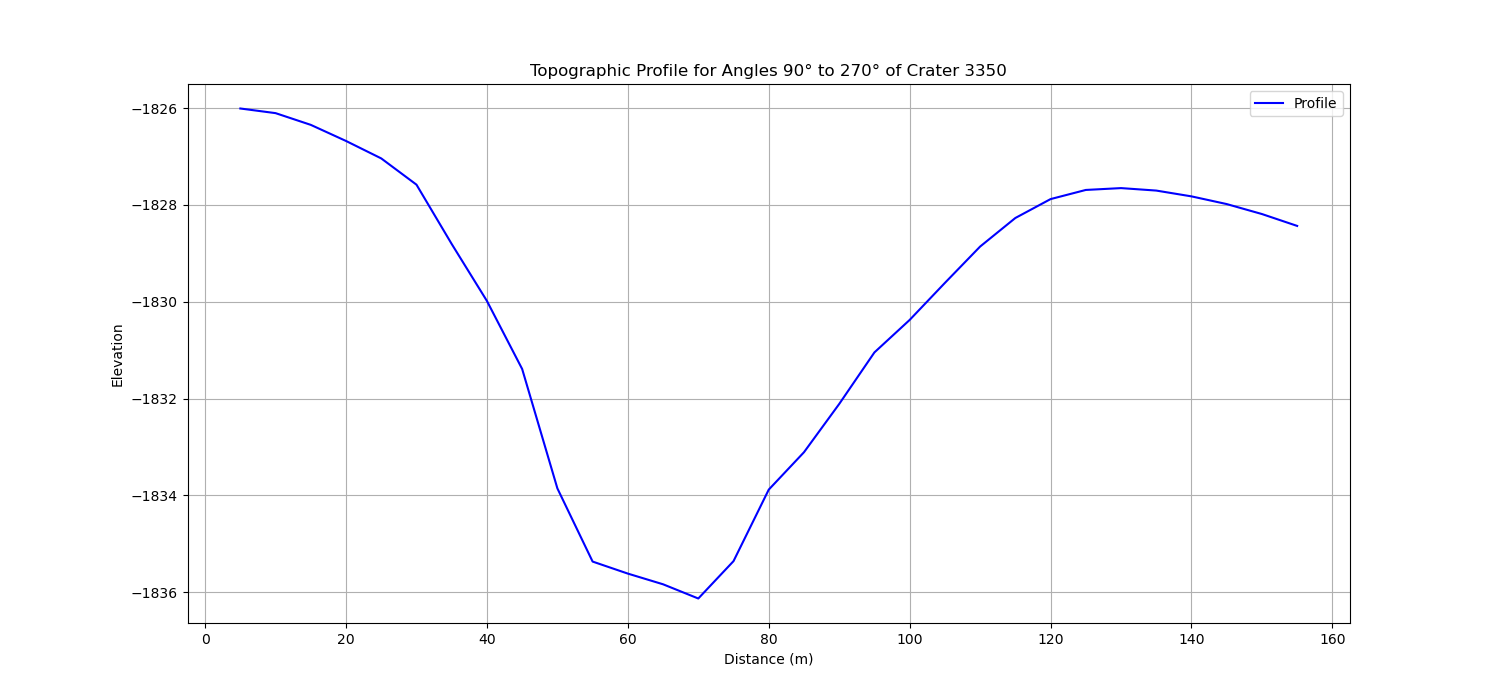 Topographic Profile for Angles 90° to 270° of Crater 3350
Profile
−1826
−1828
−1830
−1832
−1834
−1836
Elevation
0 20 40 60 80 100 120 140 160
Distance (m)